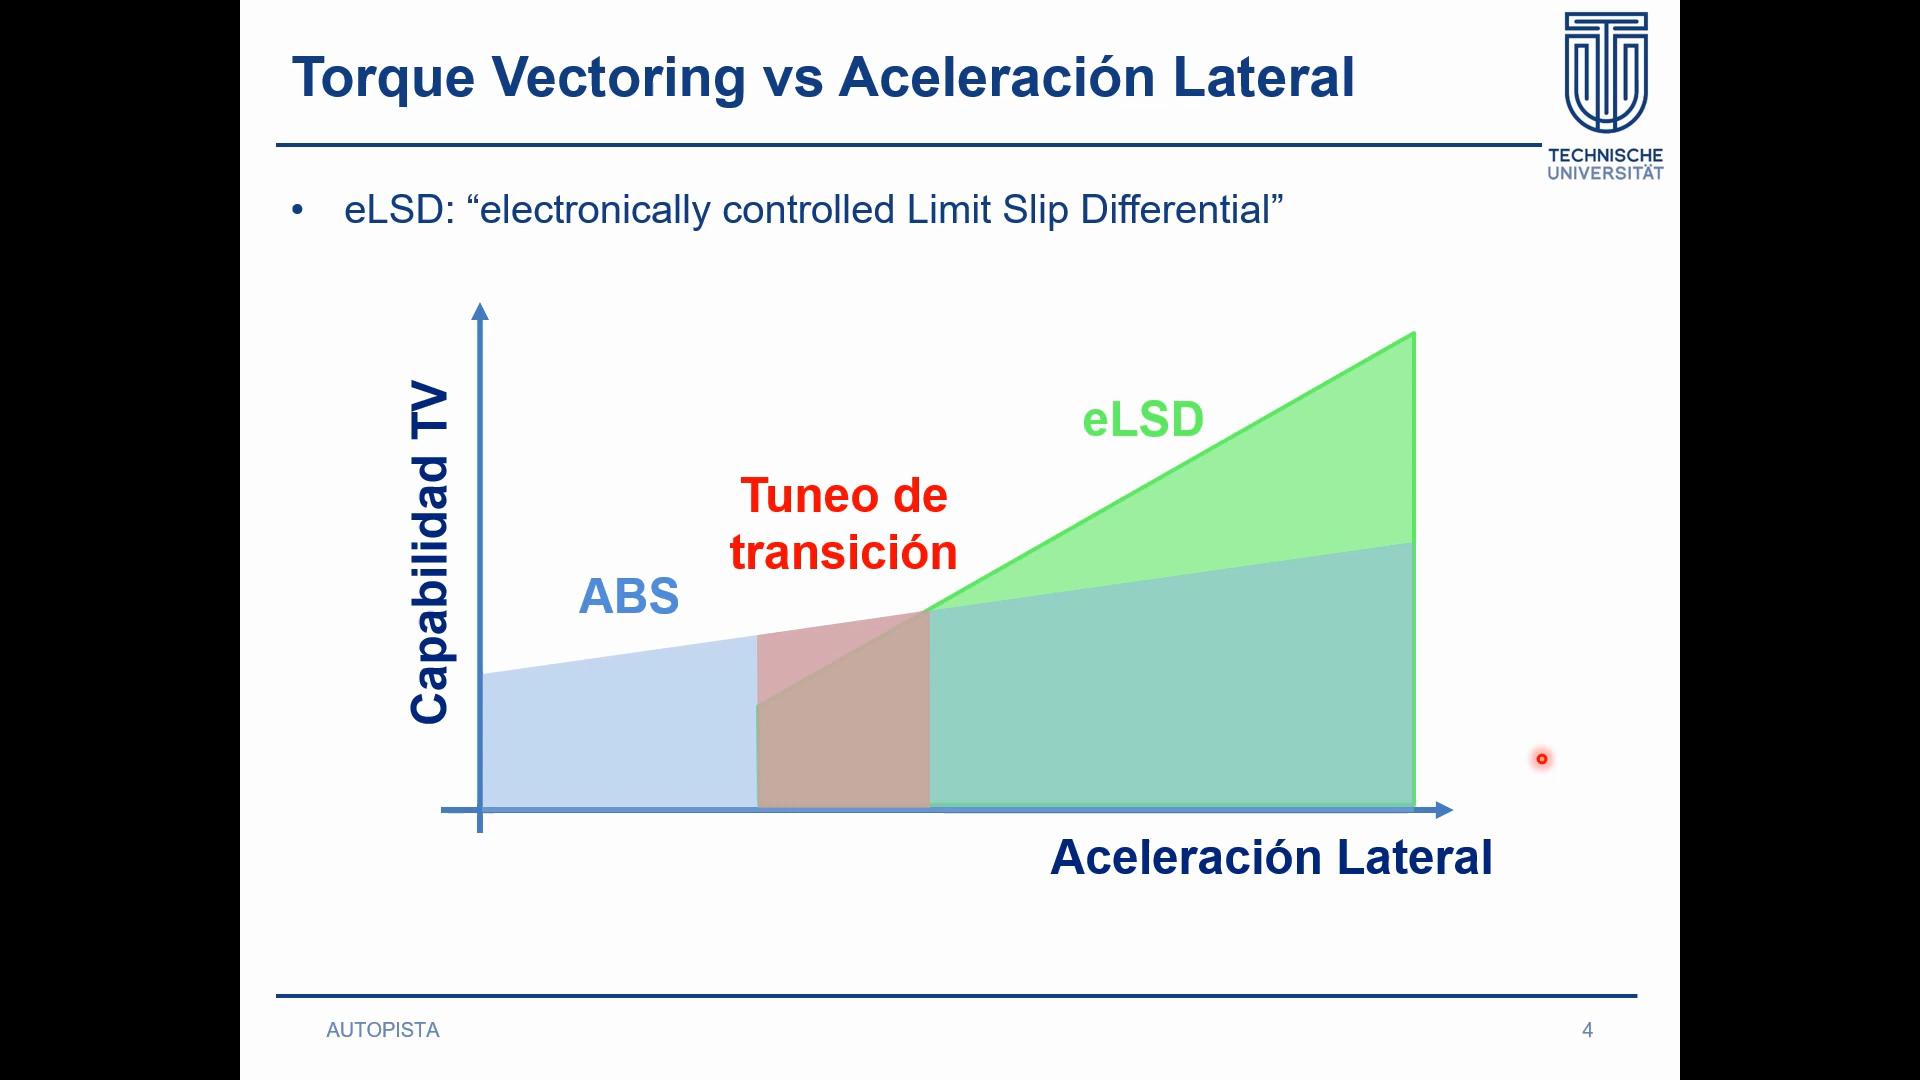 Torque Vectoring vs Aceleración Lateral
TECHNISCHE
UNIVERSITÄT
• eLSD: “electronically controlled Limit Slip Differential”
Capabilidad TV
eLSD
Tuneo de
transición
ABS
Aceleración Lateral
AUTOPISTA
4